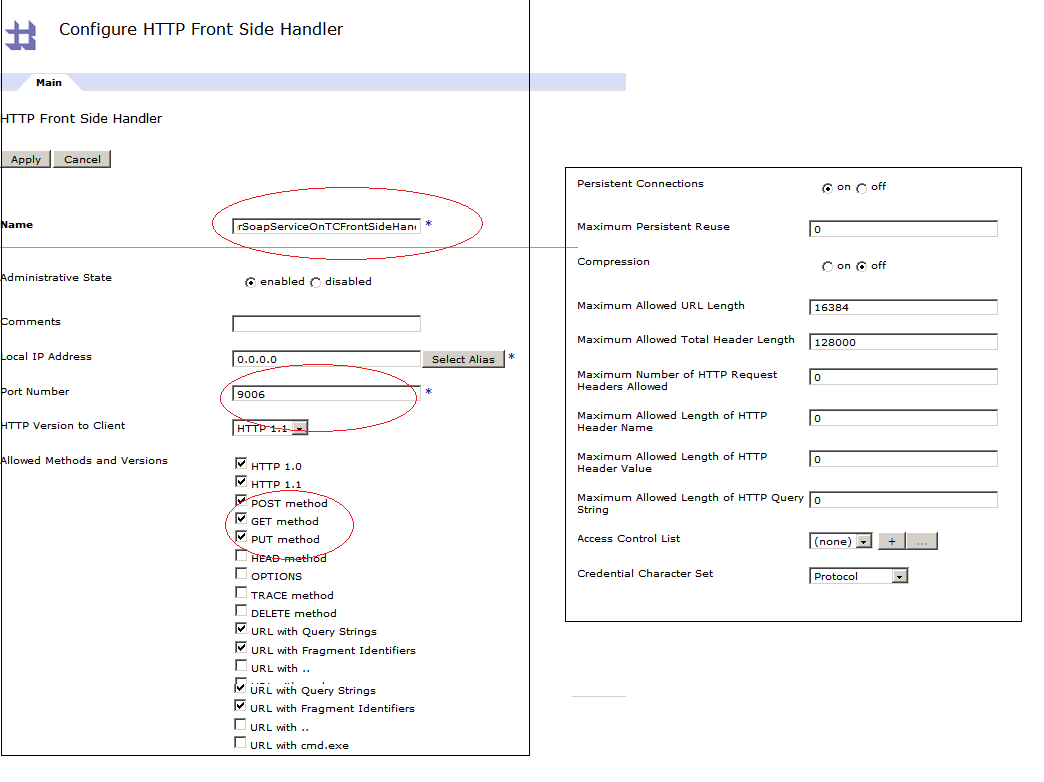 Configure HTTP Front Side Handler
Main
HTTP Front Side Handler
Apply Cancel
Name rSoapServiceOnTCFrontSideHan *
Administrative State enabled disabled
Comments
Local IP Address 0.0.0.0 Select Alias *
Port Number 9006 *
HTTP Version to Client HTTP 1.1
Allowed Methods and Versions HTTP 1.0
HTTP 1.1
POST method
GET method
PUT method
HEAD method
OPTIONS
TRACE method
DELETE method
URL with Query Strings
URL with Fragment Identifiers
URL with ..
URL with Query Strings
URL with Fragment Identifiers
URL with ..
URL with cmd.exe
Persistent Connections on off
Maximum Persistent Reuse 0
Compression on off
Maximum Allowed URL Length 16384
Maximum Allowed Total Header Length 128000
Maximum Number of HTTP Request
Headers Allowed 0
Maximum Allowed Length of HTTP
Header Name 0
Maximum Allowed Length of HTTP
Header Value 0
Maximum Allowed Length of HTTP Query
String 0
Access Control List (none) + ...
Credential Character Set Protocol